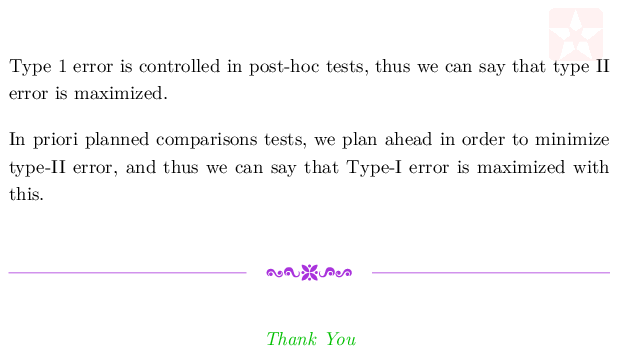 Type 1 error is controlled in post-hoc tests, thus we can say that type II
error is maximized.
In priori planned comparisons tests, we plan ahead in order to minimize
type-II error, and thus we can say that Type-I error is maximized with
this.
Thank You